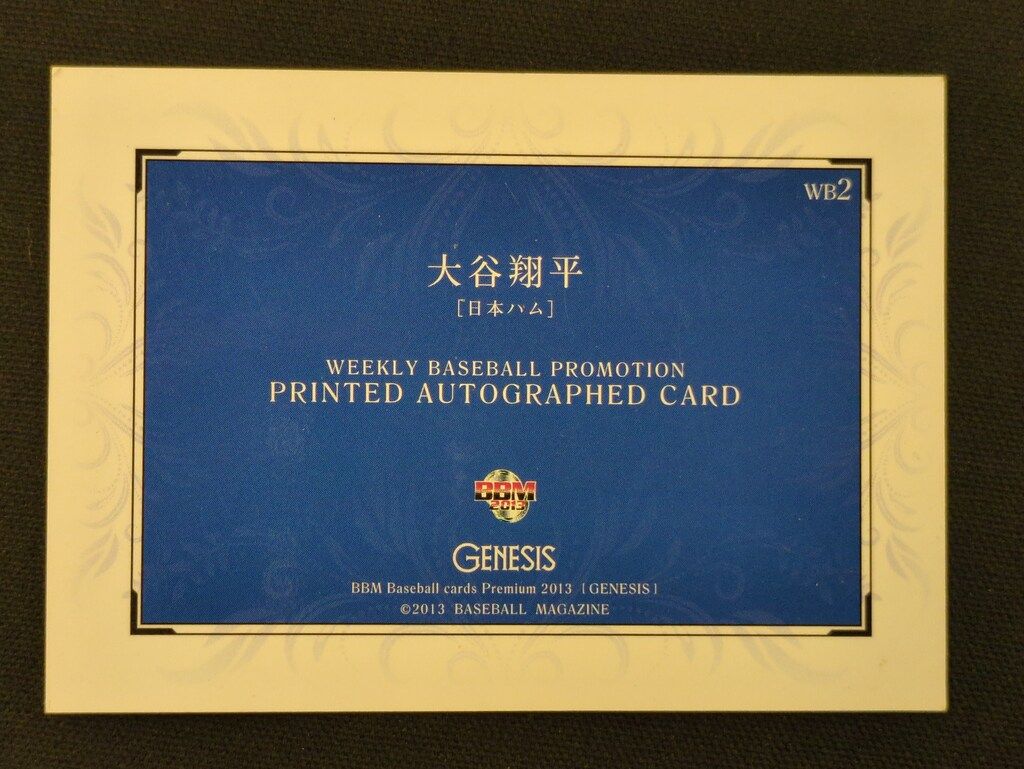 WB2
大谷翔平
[日本ハム]
WEEKLY BASEBALL PROMOTION
PRINTED AUTOGRAPHED CARD
BBM
2013
GENESIS
BBM Baseball cards Premium 2013 [GENESIS]
©2013 BASEBALL MAGAZINE